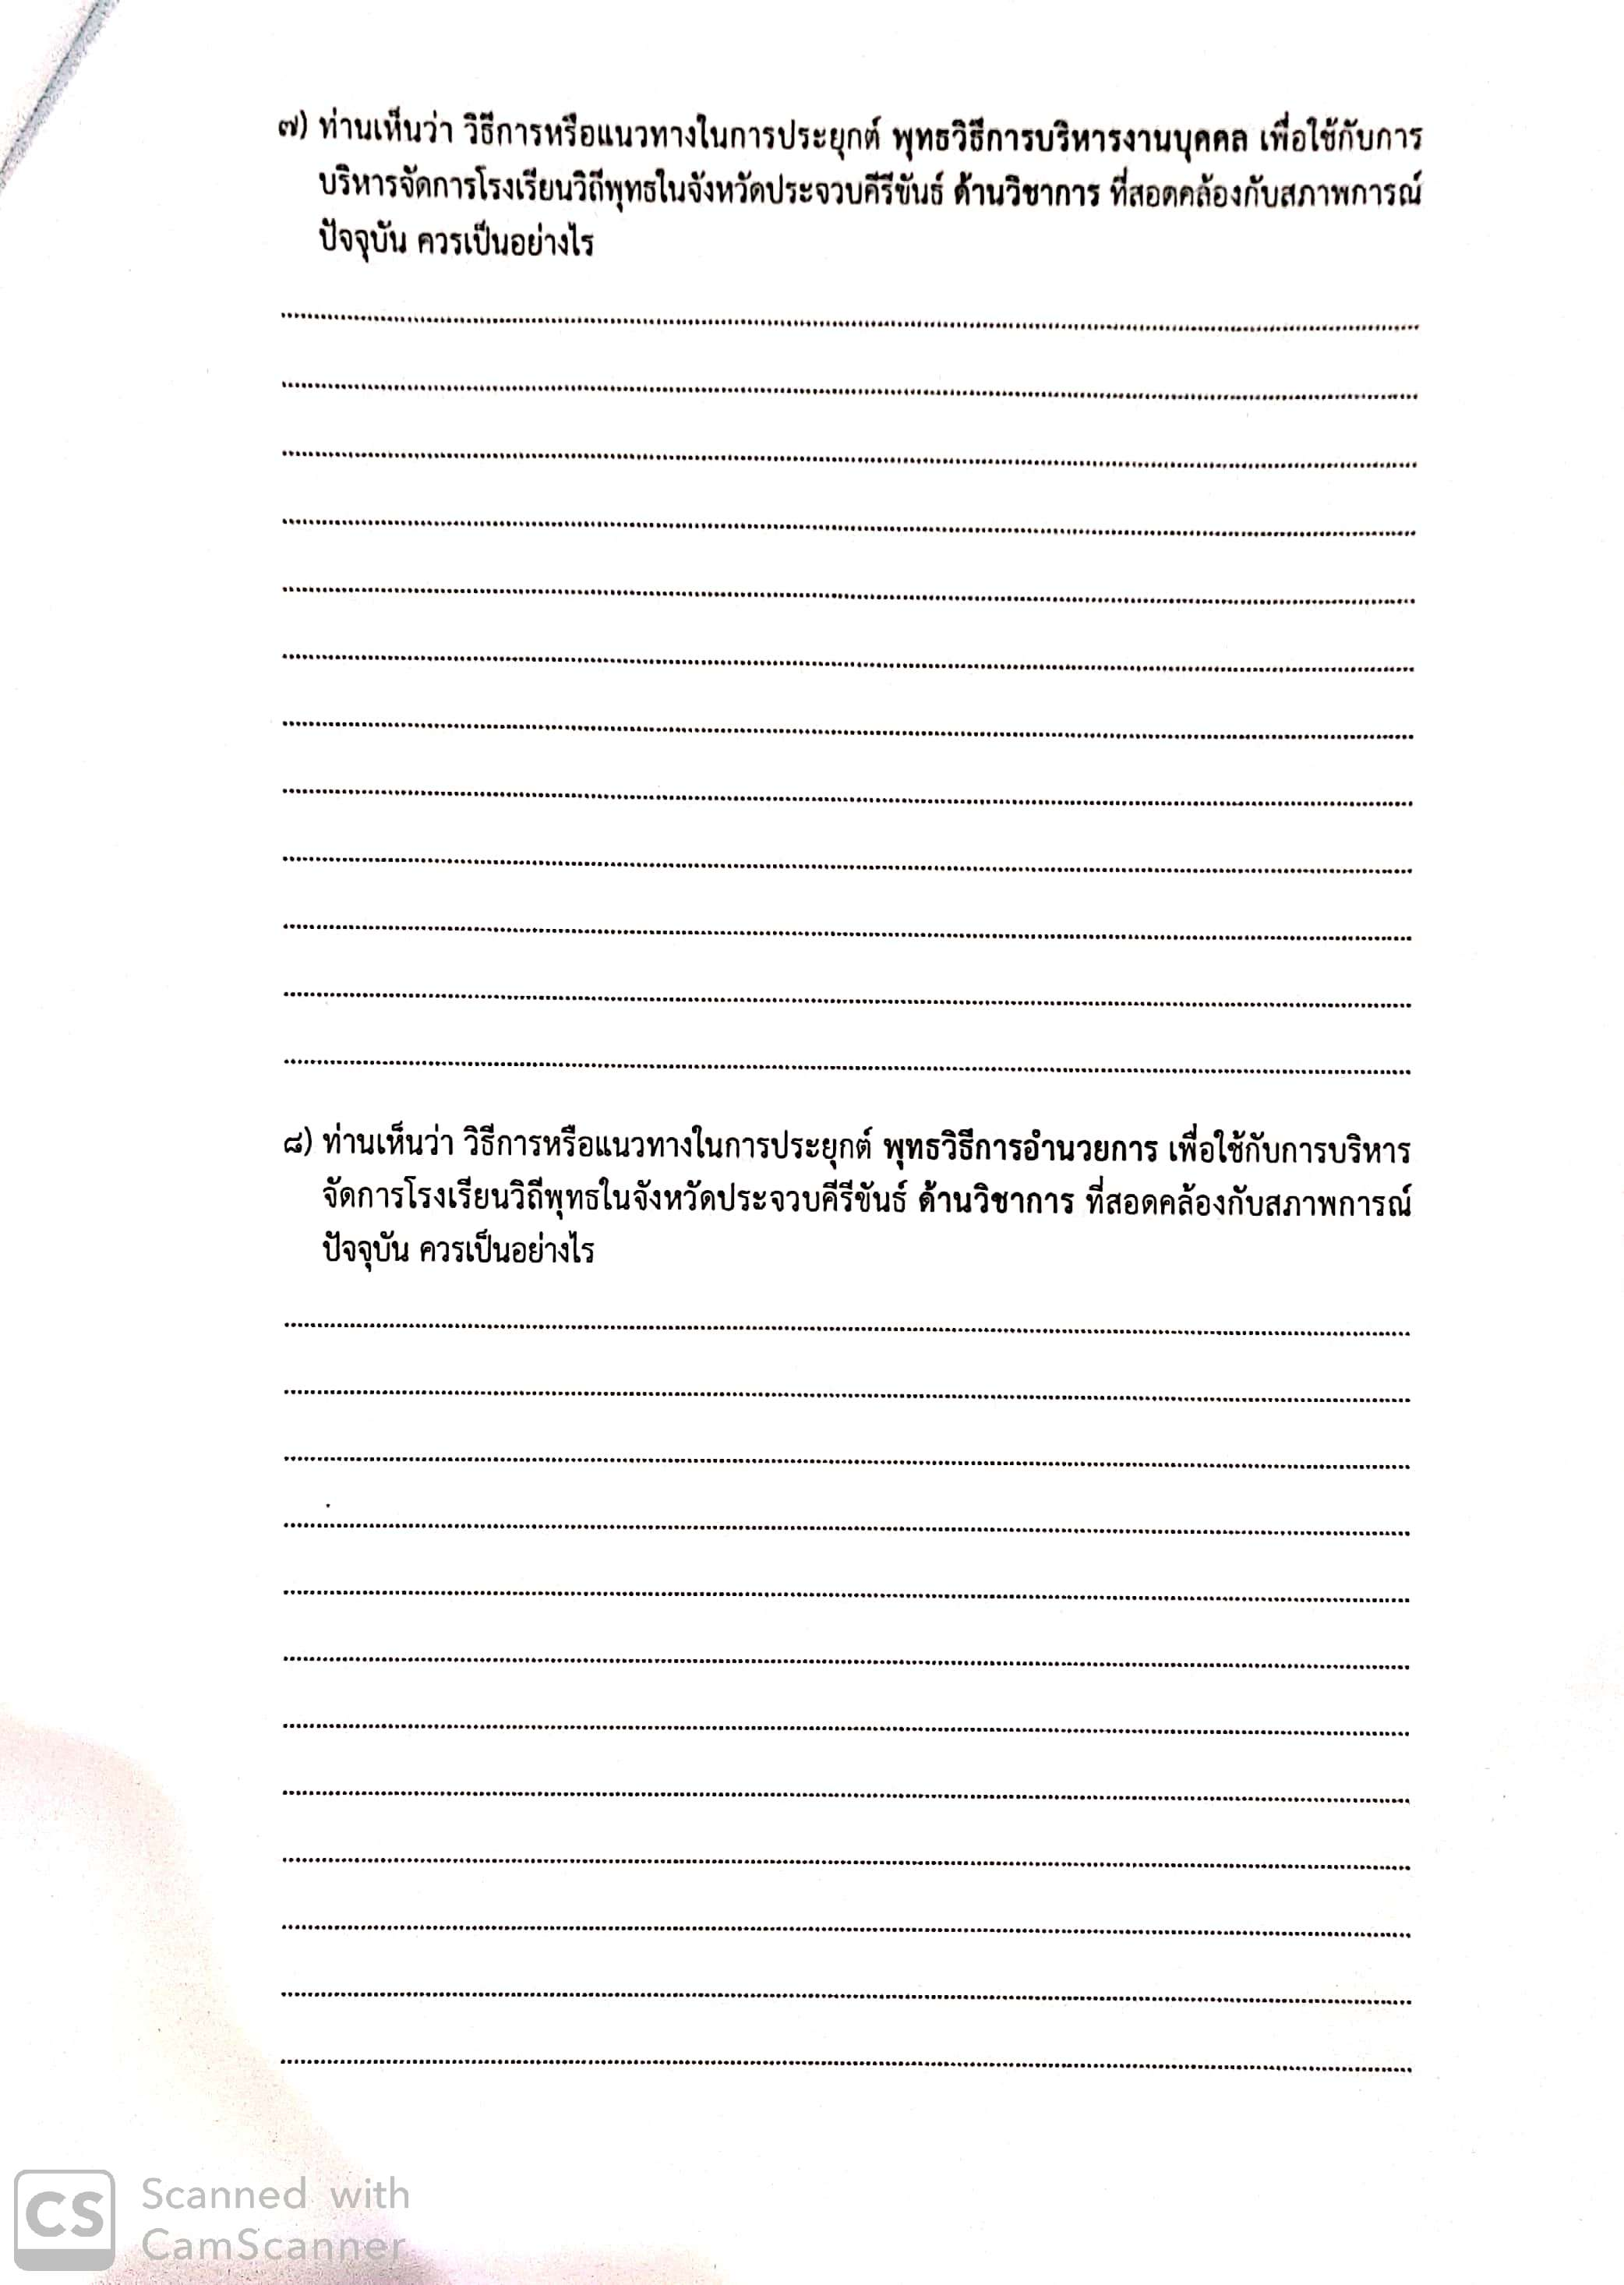 ๗) ท่านเห็นว่า วิธีการหรือแนวทางในการประยุกต์ พุทธวิธีการบริหารงานบุคคล เพื่อใช้กับการ
บริหารจัดการโรงเรียนวิถีพุทธในจังหวัดประจวบคีรีขันธ์ ด้านวิชาการ ที่สอดคล้องกับสภาพการณ์
ปัจจุบัน ควรเป็นอย่างไร
๘) ท่านเห็นว่า วิธีการหรือแนวทางในการประยุกต์ พุทธวิธีการอำนวยการ เพื่อใช้กับการบริหาร
จัดการโรงเรียนวิถีพุทธในจังหวัดประจวบคีรีขันธ์ ด้านวิชาการ ที่สอดคล้องกับสภาพการณ์
ปัจจุบัน ควรเป็นอย่างไร
CS
Scanned with
CamScanner